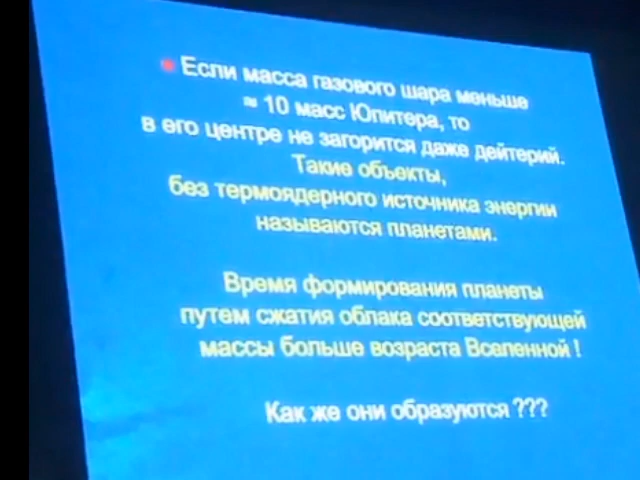 Если масса газового шара меньше
≈ 10 масс Юпитера, то
в его центре не загорится даже дейтерий.
Такие объекты,
без термоядерного источника энергии
называются планетами.
Время формирования планеты
путем сжатия облака соответствующей
массы больше возраста Вселенной !
Как же они образуются ???